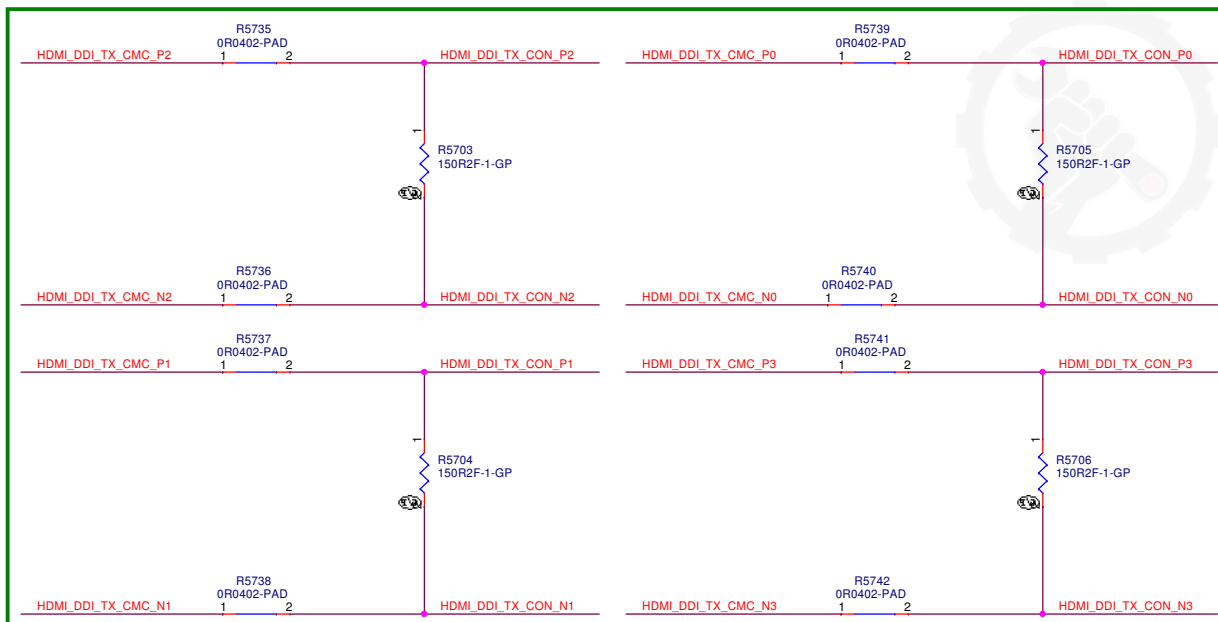 R5735
0R0402-PAD
HDMI_DDI_TX_CMC_P2 1 2 HDMI_DDI_TX_CON_P2
R5739
0R0402-PAD
HDMI_DDI_TX_CMC_P0 1 2 HDMI_DDI_TX_CON_P0
1
R5703
150R2F-1-GP
1
R5705
150R2F-1-GP
R5736
0R0402-PAD
HDMI_DDI_TX_CMC_N2 1 2 HDMI_DDI_TX_CON_N2
R5740
0R0402-PAD
HDMI_DDI_TX_CMC_N0 1 2 HDMI_DDI_TX_CON_N0
R5737
0R0402-PAD
HDMI_DDI_TX_CMC_P1 1 2 HDMI_DDI_TX_CON_P1
R5741
0R0402-PAD
HDMI_DDI_TX_CMC_P3 1 2 HDMI_DDI_TX_CON_P3
1
R5704
150R2F-1-GP
1
R5706
150R2F-1-GP
R5738
0R0402-PAD
HDMI_DDI_TX_CMC_N1 1 2 HDMI_DDI_TX_CON_N1
R5742
0R0402-PAD
HDMI_DDI_TX_CMC_N3 1 2 HDMI_DDI_TX_CON_N3